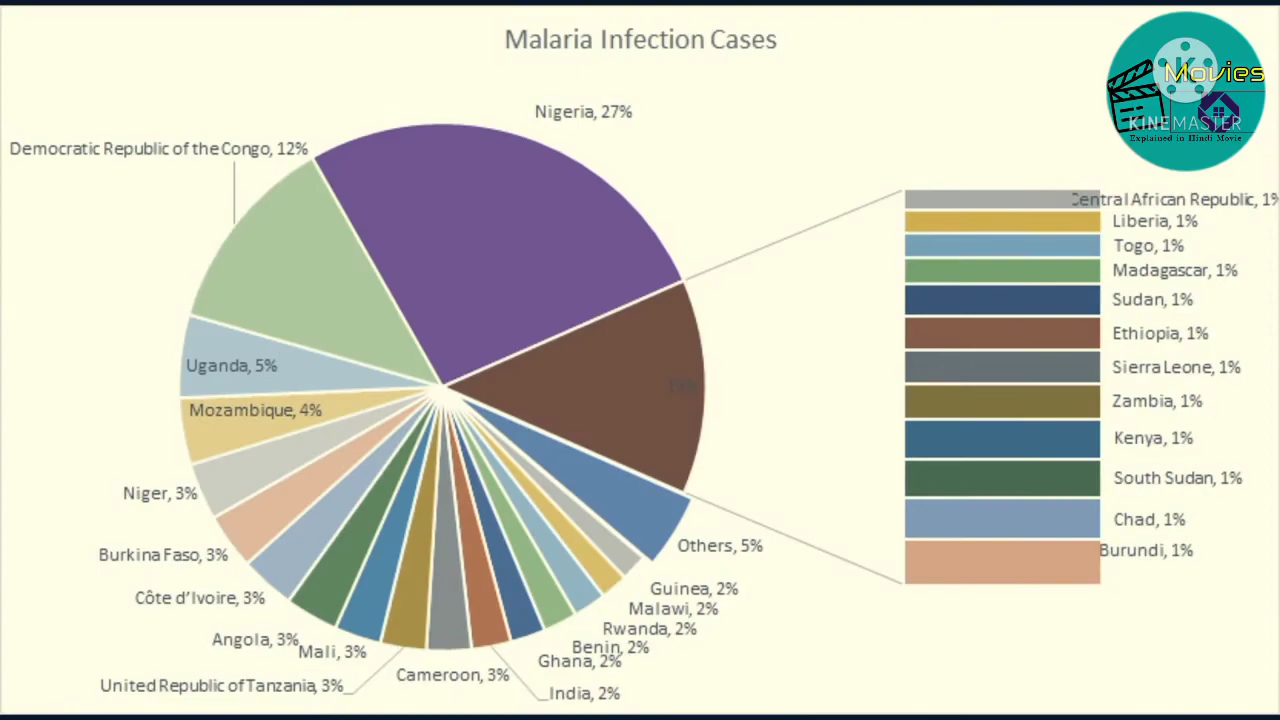 Malaria Infection Cases
Movies
KINEMASTER
Explained in Hindi Movie
Nigeria, 27%
Democratic Republic of the Congo, 12%
Uganda, 5%
Mozambique, 4%
Niger, 3%
Burkina Faso, 3%
Côte d'Ivoire, 3%
Angola, 3%
Mali, 3%
United Republic of Tanzania, 3%
Cameroon, 3%
India, 2%
Ghana, 2%
Benin, 2%
Rwanda, 2%
Malawi, 2%
Guinea, 2%
Others, 5%
Central African Republic, 1%
Liberia, 1%
Togo, 1%
Madagascar, 1%
Sudan, 1%
Ethiopia, 1%
Sierra Leone, 1%
Zambia, 1%
Kenya, 1%
South Sudan, 1%
Chad, 1%
Burundi, 1%